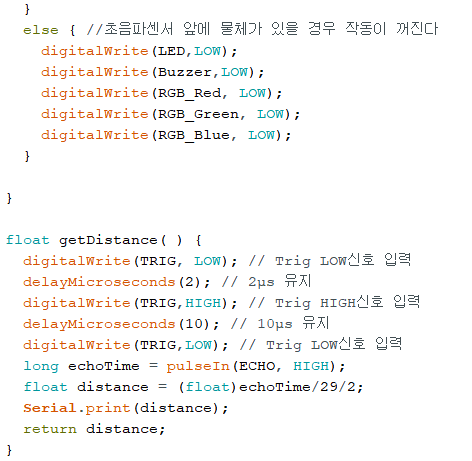 }
else { //초음파센서 앞에 물체가 있을 경우 작동이 꺼진다
digitalWrite(LED,LOW);
digitalWrite(Buzzer,LOW);
digitalWrite(RGB_Red, LOW);
digitalWrite(RGB_Green, LOW);
digitalWrite(RGB_Blue, LOW);
}
}
float getDistance( ) {
digitalWrite(TRIG, LOW); // Trig LOW신호 입력
delayMicroseconds(2); // 2μs 유지
digitalWrite(TRIG,HIGH); // Trig HIGH신호 입력
delayMicroseconds(10); // 10μs 유지
digitalWrite(TRIG,LOW); // Trig LOW신호 입력
long echoTime = pulseIn(ECHO, HIGH);
float distance = (float)echoTime/29/2;
Serial.print(distance);
return distance;
}